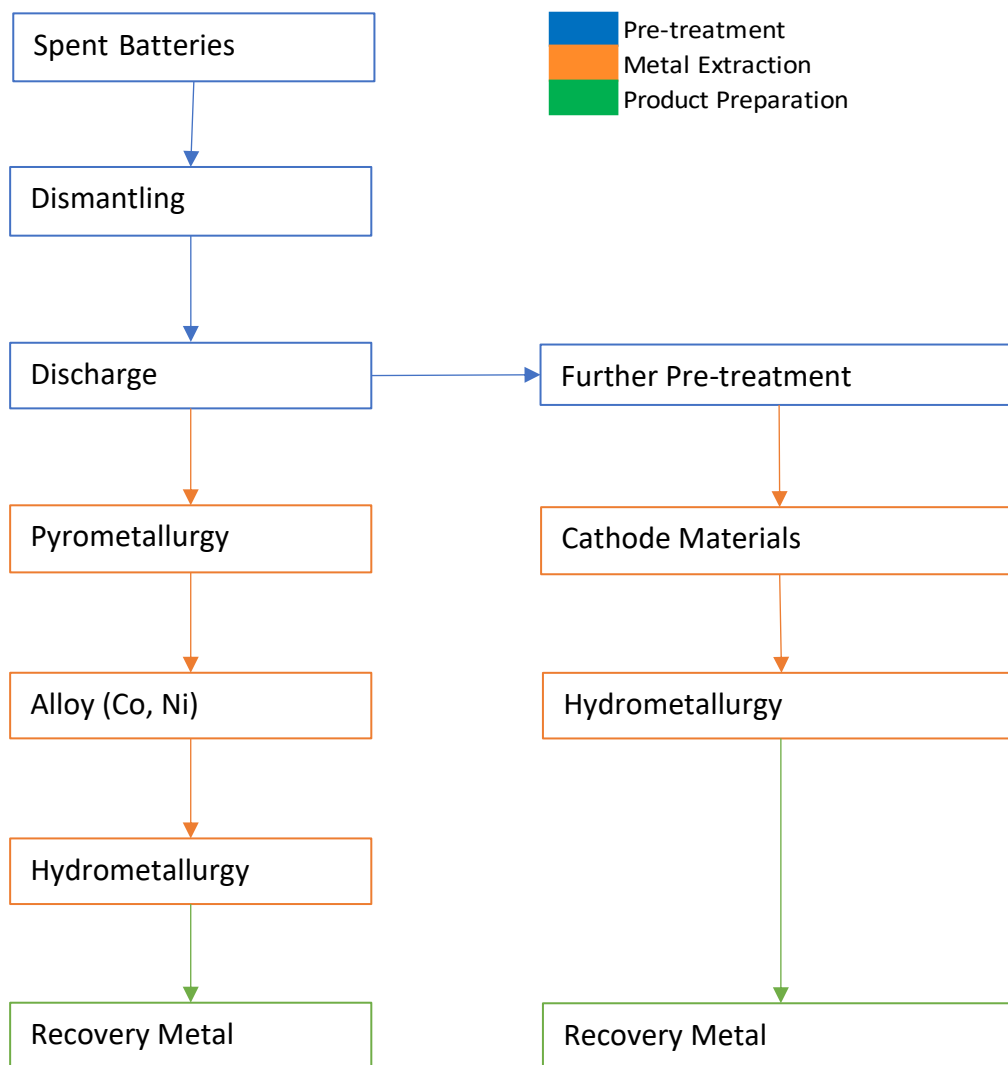 Spent Batteries
Pre-treatment
Metal Extraction
Product Preparation
Dismantling
Discharge
Further Pre-treatment
Pyrometallurgy
Cathode Materials
Alloy (Co, Ni)
Hydrometallurgy
Hydrometallurgy
Recovery Metal
Recovery Metal